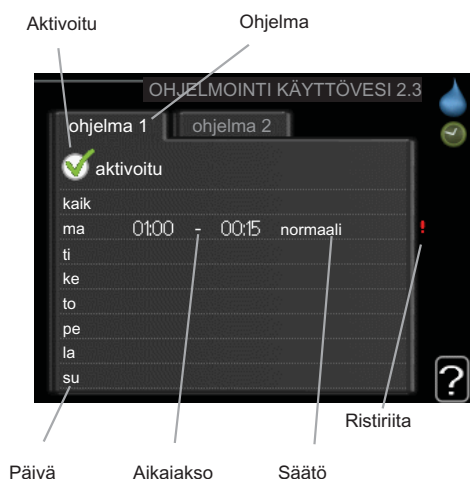 Aktivoitu
Ohjelma
OHJELMOINTI KÄYTTÖVESI 2.3
ohjelma 1
ohjelma 2
aktivoitu
kaik
ma 01:00 - 00:15 normaali !
ti
ke
to
pe
la
su
?
Ristiriita
Päivä
Aikaiakso
Säätö